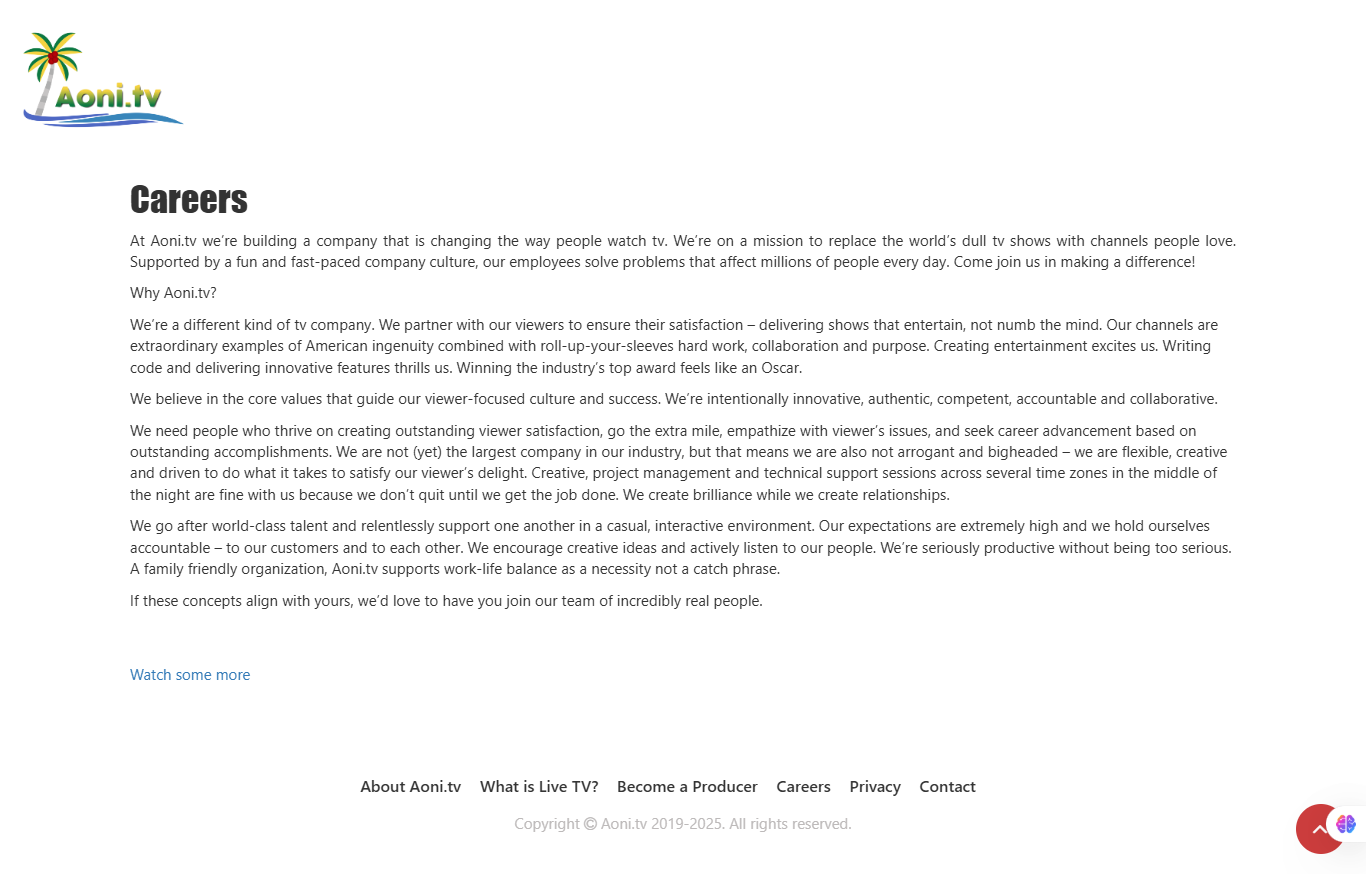 Aoni.tv
Careers
At Aoni.tv we’re building a company that is changing the way people watch tv. We’re on a mission to replace the world’s dull tv shows with channels people love.
Supported by a fun and fast-paced company culture, our employees solve problems that affect millions of people every day. Come join us in making a difference!
Why Aoni.tv?
We’re a different kind of tv company. We partner with our viewers to ensure their satisfaction – delivering shows that entertain, not numb the mind. Our channels are
extraordinary examples of American ingenuity combined with roll-up-your-sleeves hard work, collaboration and purpose. Creating entertainment excites us. Writing
code and delivering innovative features thrills us. Winning the industry’s top award feels like an Oscar.
We believe in the core values that guide our viewer-focused culture and success. We’re intentionally innovative, authentic, competent, accountable and collaborative.
We need people who thrive on creating outstanding viewer satisfaction, go the extra mile, empathize with viewer’s issues, and seek career advancement based on
outstanding accomplishments. We are not (yet) the largest company in our industry, but that means we are also not arrogant and bigheaded – we are flexible, creative
and driven to do what it takes to satisfy our viewer’s delight. Creative, project management and technical support sessions across several time zones in the middle of
the night are fine with us because we don’t quit until we get the job done. We create brilliance while we create relationships.
We go after world-class talent and relentlessly support one another in a casual, interactive environment. Our expectations are extremely high and we hold ourselves
accountable – to our customers and to each other. We encourage creative ideas and actively listen to our people. We’re seriously productive without being too serious.
A family friendly organization, Aoni.tv supports work-life balance as a necessity not a catch phrase.
If these concepts align with yours, we’d love to have you join our team of incredibly real people.
Watch some more
About Aoni.tv What is Live TV? Become a Producer Careers Privacy Contact
Copyright © Aoni.tv 2019-2025. All rights reserved.